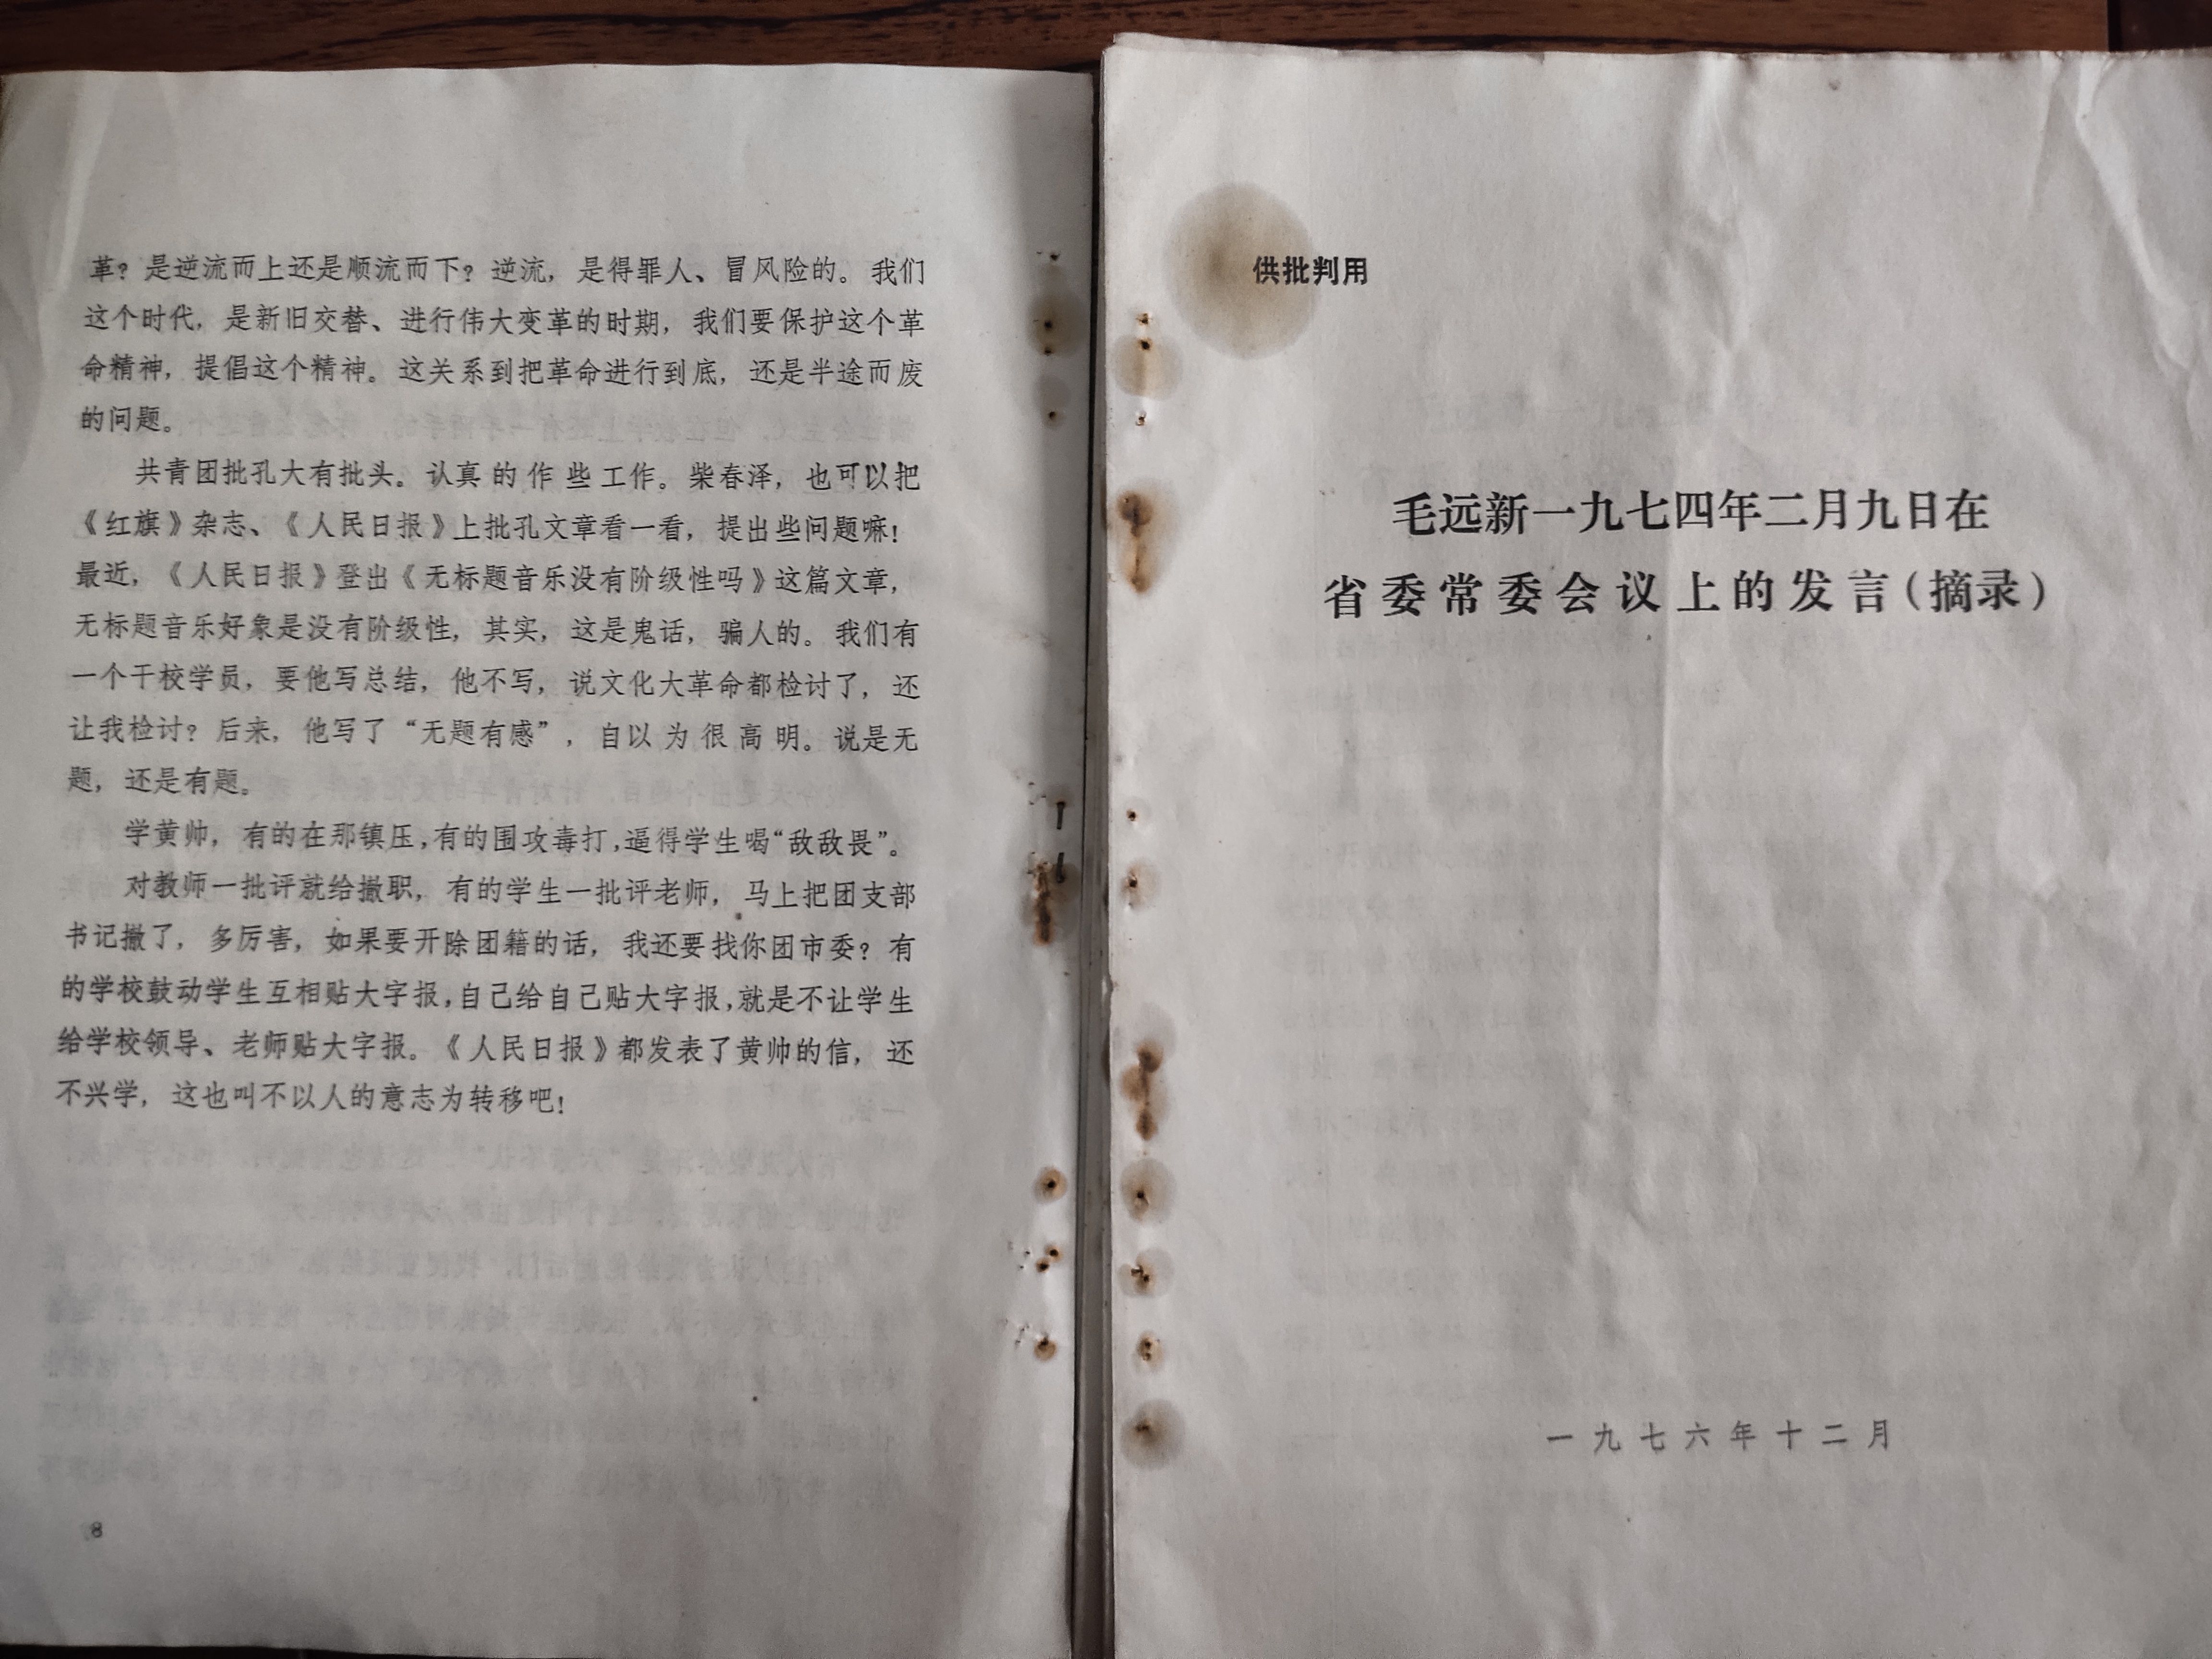 革？是逆流而上还是顺流而下？逆流，是得罪人、冒风险的。我们
这个时代，是新旧交替、进行伟大变革的时期，我们要保护这个革
命精神，提倡这个精神。这关系到把革命进行到底，还是半途而废
的问题。
共青团批孔大有批头。认真的作些工作。柴春泽，也可以把
《红旗》杂志、《人民日报》上批孔文章看一看，提出些问题嘛！
最近，《人民日报》登出《无标题音乐没有阶级性吗》这篇文章，
无标题音乐好象是没有阶级性，其实，这是鬼话，骗人的。我们有
一个干校学员，要他写总结，他不写，说文化大革命都检讨了，还
让我检讨？后来，他写了“无题有感”，自以为很高明。说是无
题，还是有题。
学黄帅，有的在那镇压，有的围攻毒打，逼得学生喝“敌敌畏”。
对教师一批评就给撤职，有的学生一批评老师，马上把团支部
书记撤了，多厉害，如果要开除团籍的话，我还要找你团市委？有
的学校鼓动学生互相贴大字报，自己给自己贴大字报，就是不让学生
给学校领导、老师贴大字报。《人民日报》都发表了黄帅的信，还
不兴学，这也叫不以人的意志为转移吧！
8
供批判用
毛远新一九七四年二月九日在
省委常委会议上的发言（摘录）
一九七六年十二月